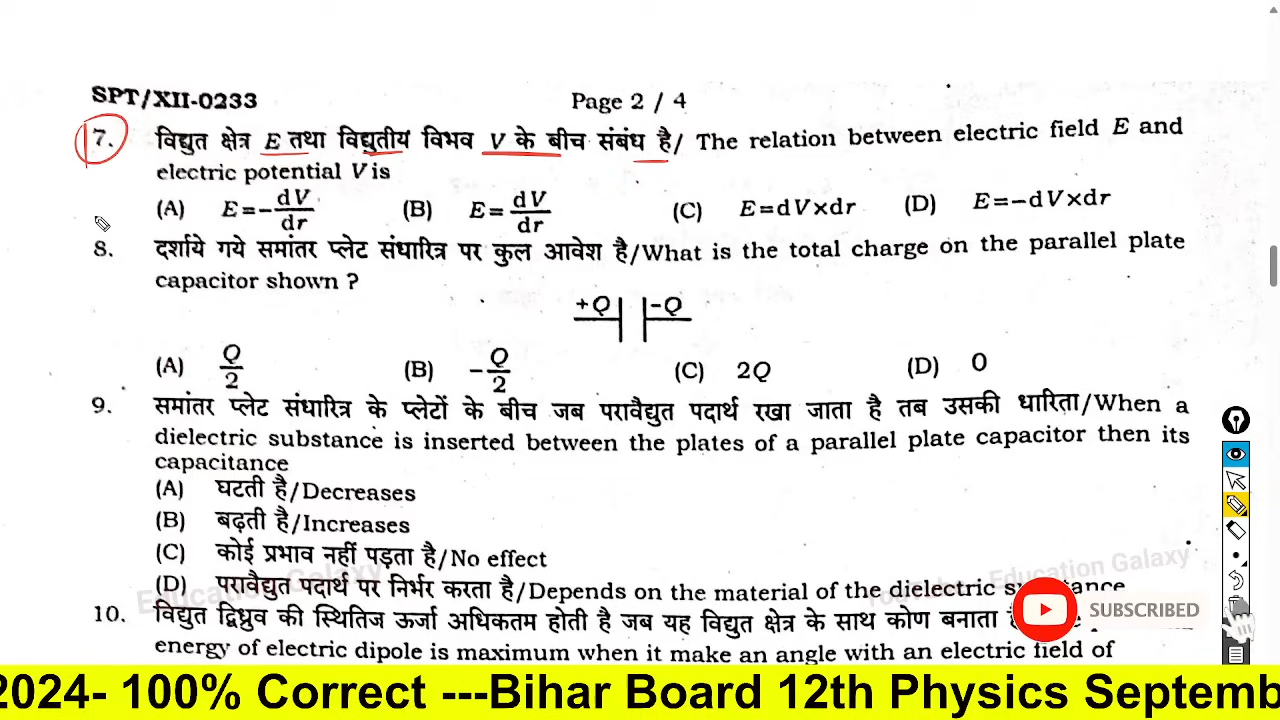 SPT/XII-0233 Page 2 / 4
7. विद्युत क्षेत्र E तथा विद्युतीय विभव V के बीच संबंध है/ The relation between electric field E and
electric potential V is
(A) E=-dV/dr (B) E=dV/dr (C) E=dV×dr (D) E=-dV×dr
8. दर्शाये गये समांतर प्लेट संधारित्र पर कुल आवेश है/What is the total charge on the parallel plate
capacitor shown ?
+Q -Q
(A) Q/2 (B) -Q/2 (C) 2Q (D) 0
9. समांतर प्लेट संधारित्र के प्लेटों के बीच जब परावैद्युत पदार्थ रखा जाता है तब उसकी धारिता/When a
dielectric substance is inserted between the plates of a parallel plate capacitor then its
capacitance
(A) घटती है/Decreases
(B) बढ़ती है/Increases
(C) कोई प्रभाव नहीं पड़ता है/No effect
(D) परावैद्युत पदार्थ पर निर्भर करता है/Depends on the material of the dielectric substance
Education Galaxy
YouTube - Education Galaxy
SUBSCRIBED
10. विद्युत द्विध्रुव की स्थितिज ऊर्जा अधिकतम होती है जब यह विद्युत क्षेत्र के साथ कोण बनाता
energy of electric dipole is maximum when it make an angle with an electric field of
2024- 100% Correct ---Bihar Board 12th Physics Septemb